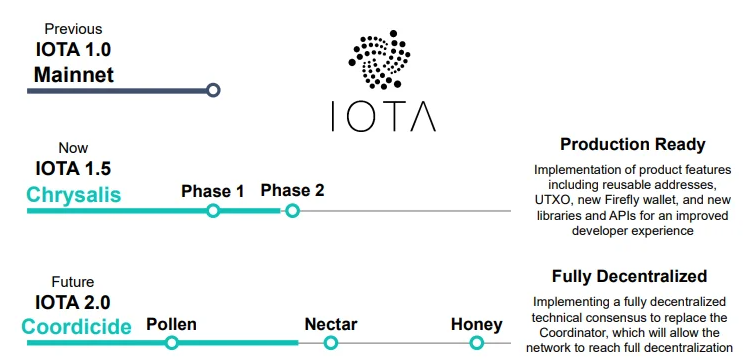 Previous
IOTA 1.0
Mainnet
IOTA
Now
IOTA 1.5
Chrysalis
Phase 1
Phase 2
Production Ready
Implementation of product features
including reusable addresses,
UTXO, new Firefly wallet, and new
libraries and APIs for an improved
developer experience
Future
IOTA 2.0
Coordicide
Pollen
Nectar
Honey
Fully Decentralized
Implementing a fully decentralized
technical consensus to replace the
Coordinator, which will allow the
network to reach full decentralization